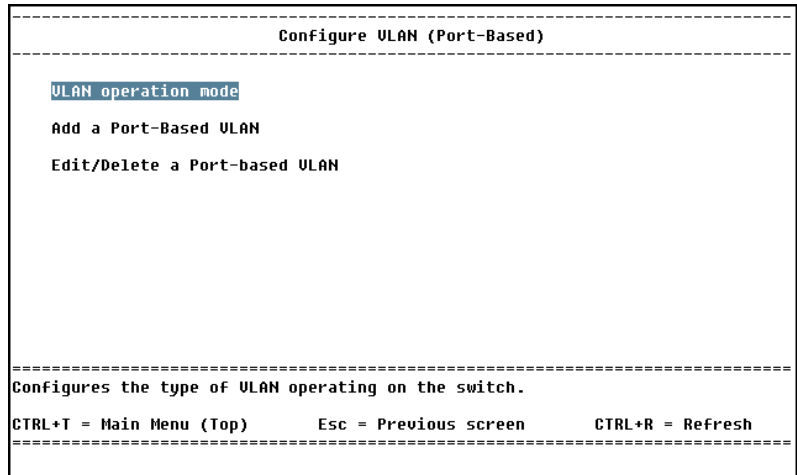 --------------------------------------------------------------------------------
Configure VLAN (Port-Based)
--------------------------------------------------------------------------------
VLAN operation mode
Add a Port-Based VLAN
Edit/Delete a Port-based VLAN
================================================================================
Configures the type of VLAN operating on the switch.
CTRL+T = Main Menu (Top) Esc = Previous screen CTRL+R = Refresh
================================================================================